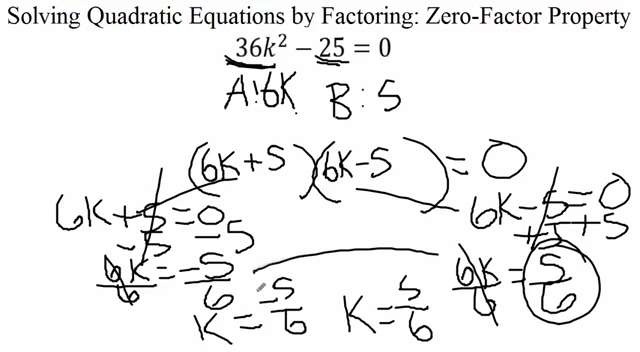 Solving Quadratic Equations by Factoring: Zero-Factor Property
36k² − 25 = 0
A: 6K B: 5
(6K+5)(6K-5) = 0
6K+5=0 6K-5=0
-5 -5 +5 +5
6K = -5 6K = 5
6 6 6 6
K = -5/6 K = 5/6